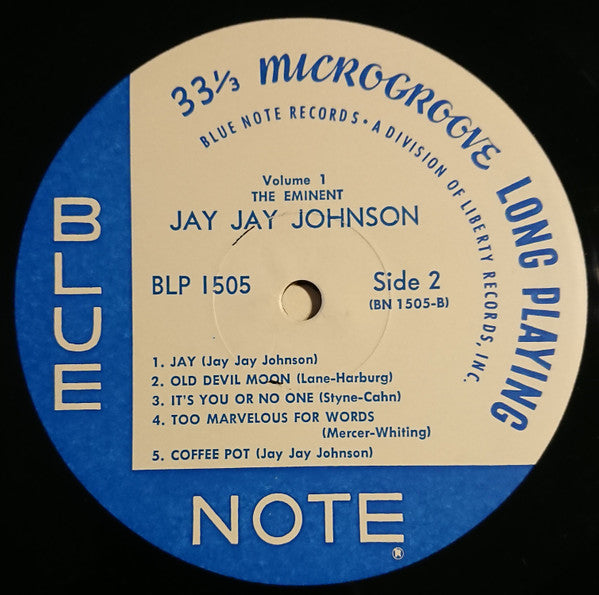 33⅓ MICROGROOVE LONG PLAYING
BLUE NOTE RECORDS • A DIVISION OF LIBERTY RECORDS, INC.
Volume 1
THE EMINENT
JAY JAY JOHNSON
BLP 1505
Side 2
(BN 1505-B)
1. JAY (Jay Jay Johnson)
2. OLD DEVIL MOON (Lane-Harburg)
3. IT'S YOU OR NO ONE (Styne-Cahn)
4. TOO MARVELOUS FOR WORDS
(Mercer-Whiting)
5. COFFEE POT (Jay Jay Johnson)
BLUE
NOTE
®